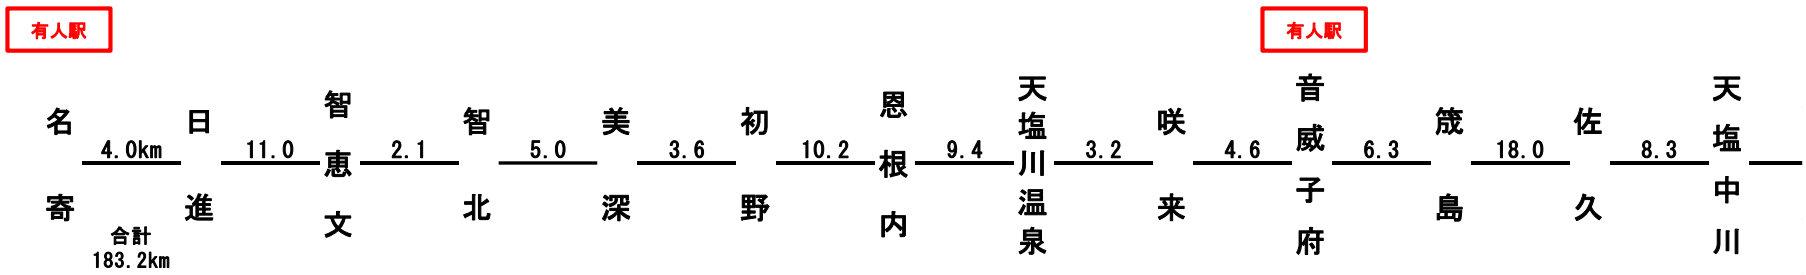 有人駅
有人駅
名寄
4.0km
日進
11.0
智恵文
2.1
智北
5.0
美深
3.6
初野
10.2
恩根内
9.4
天塩川温泉
3.2
咲来
4.6
音威子府
6.3
筬島
18.0
佐久
8.3
天塩中川
合計
183.2km